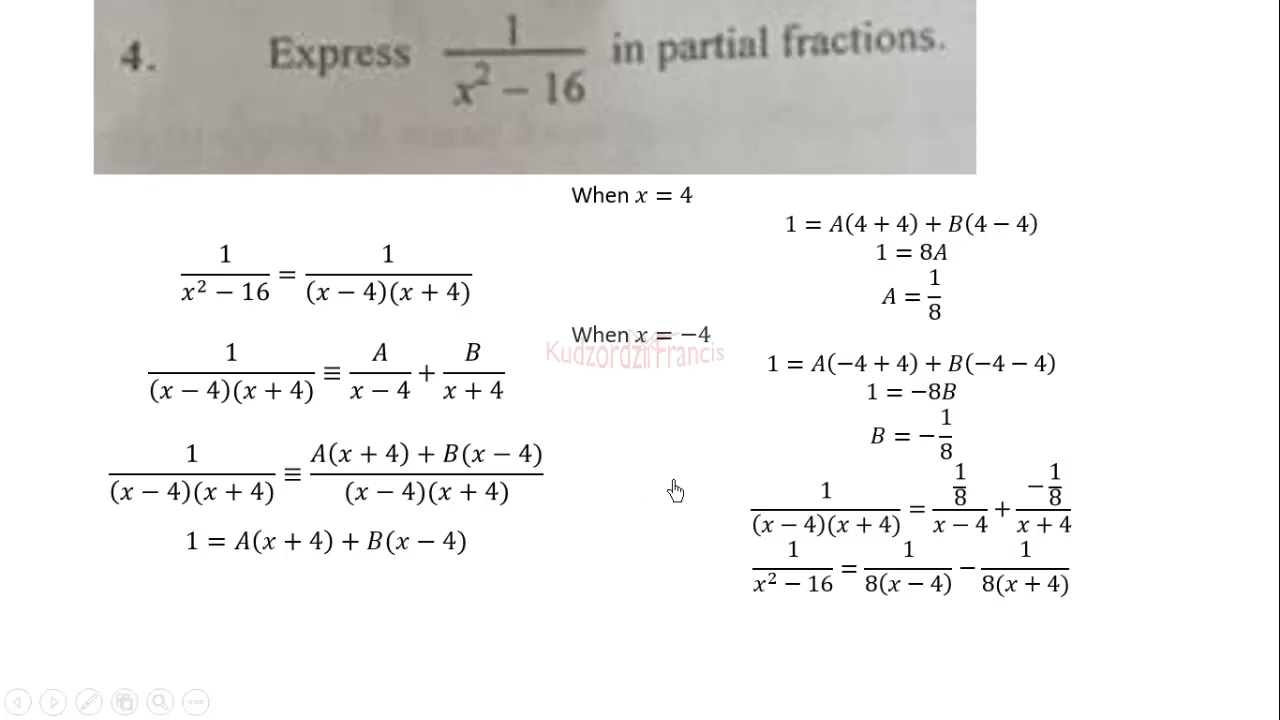 4. Express 1/(x² − 16) in partial fractions.
1/(x² − 16) = 1/((x − 4)(x + 4))
1/((x − 4)(x + 4)) ≡ A/(x − 4) + B/(x + 4)
1/((x − 4)(x + 4)) ≡ (A(x + 4) + B(x − 4))/((x − 4)(x + 4))
1 = A(x + 4) + B(x − 4)
When x = 4
1 = A(4 + 4) + B(4 − 4)
1 = 8A
A = 1/8
When x = −4
Francis
1 = A(−4 + 4) + B(−4 − 4)
1 = −8B
B = −1/8
1/((x − 4)(x + 4)) = (1/8)/(x − 4) + (−1/8)/(x + 4)
1/(x² − 16) = 1/(8(x − 4)) − 1/(8(x + 4))